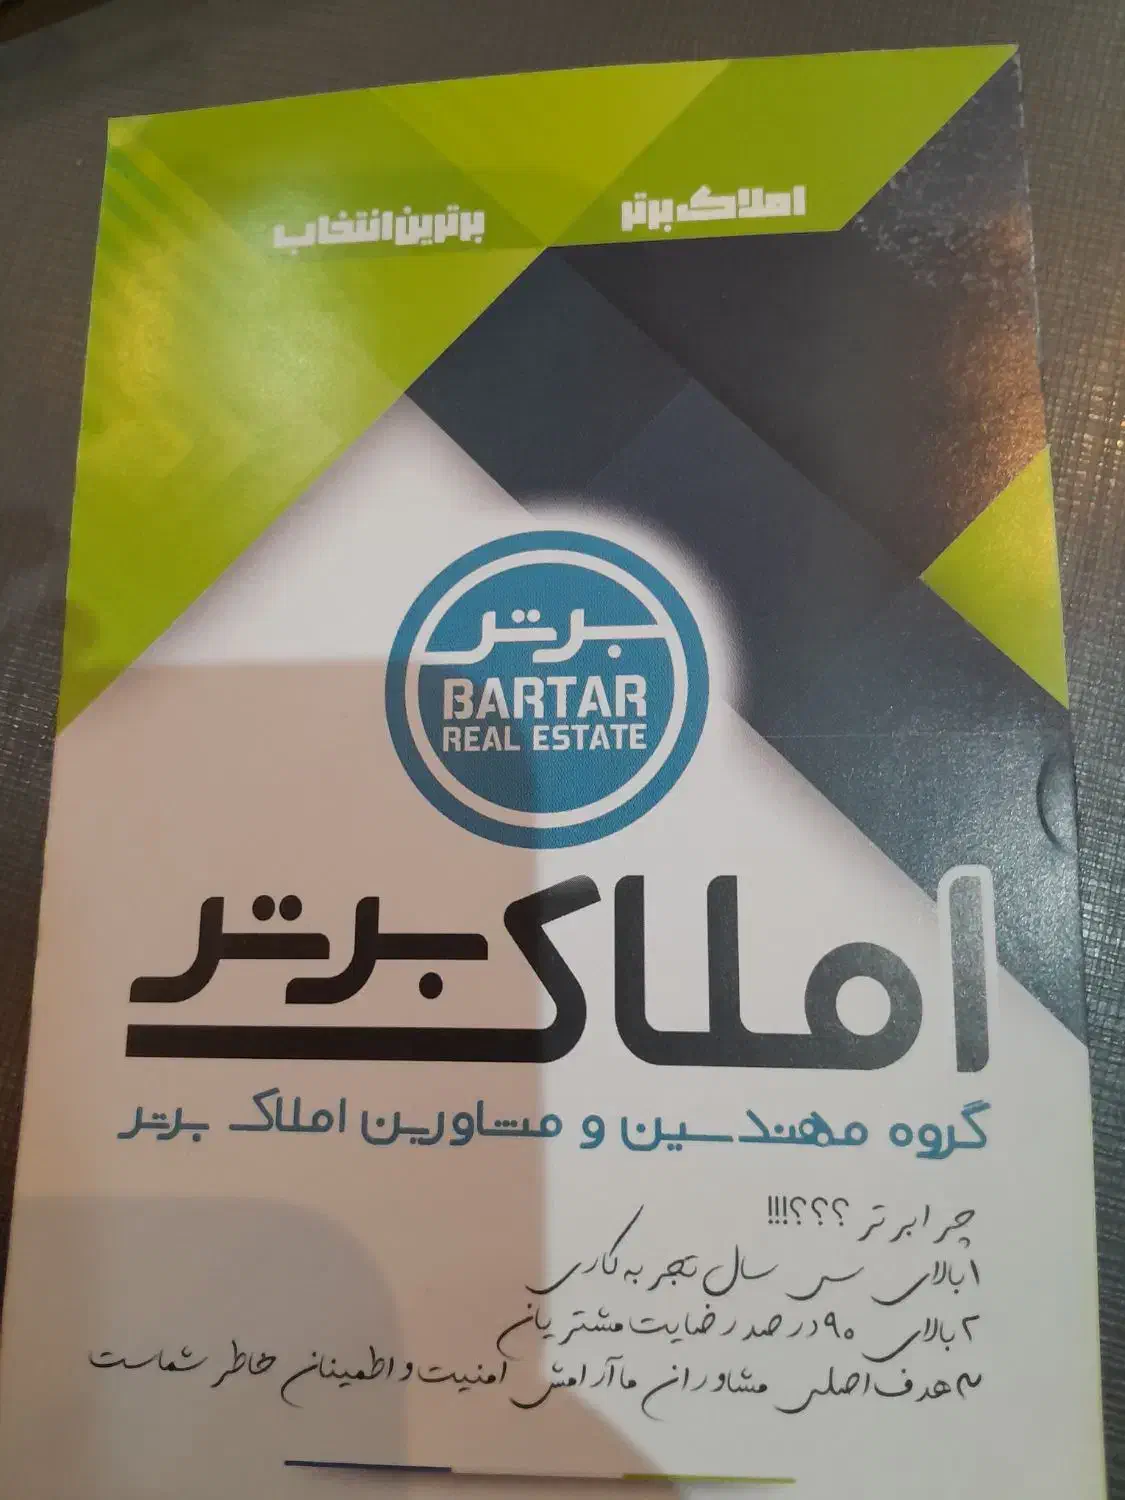 املاک برتر برترین انتخاب
برتر
BARTAR
REAL ESTATE
املاک برتر
گروه مهندسین و مشاورین املاک برتر
چرا برتر ؟؟؟!!!
۱ بالای سی سال تجربه کاری
۲ بالای ۹۰ درصد رضایت مشتریان
۳ هدف اصلی مشاوران ما آرامش امنیت و اطمینان خاطر شماست